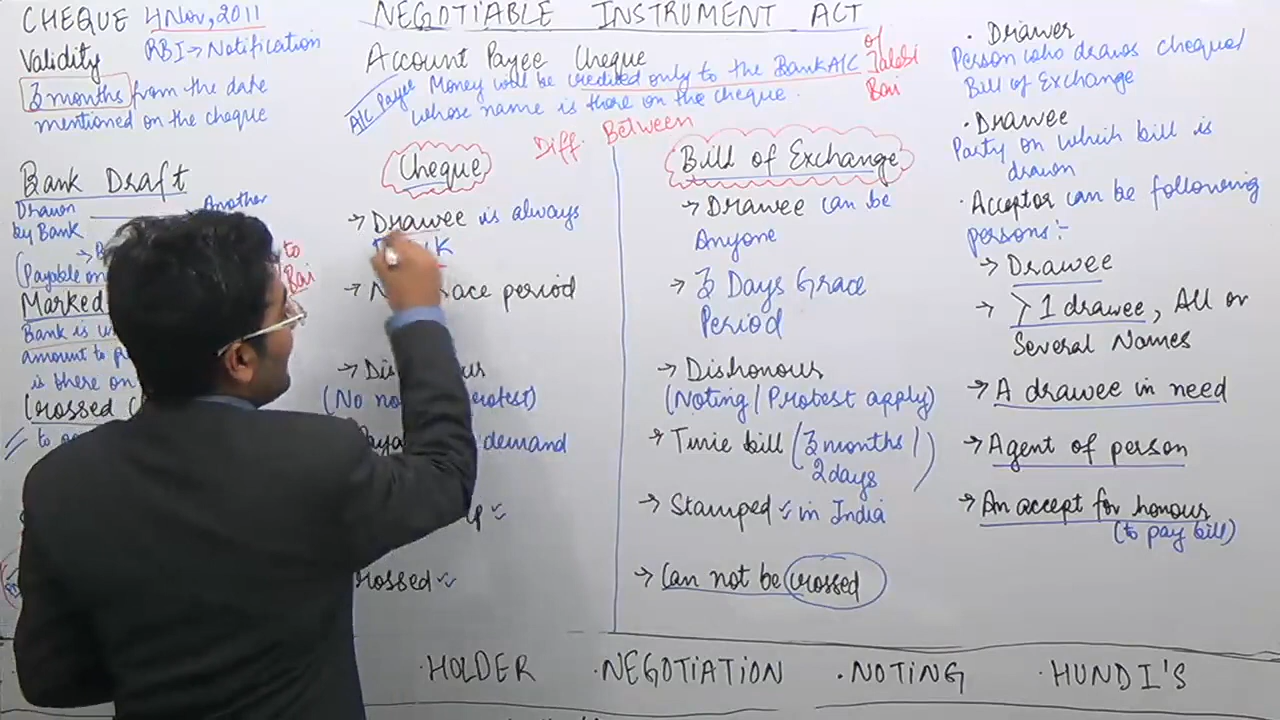 NEGOTIABLE INSTRUMENT ACT
CHEQUE 4 Nov, 2011
Validity RBI → Notification
3 months from the date
mentioned on the cheque
Bank Draft
Drawn Another
by Bank
(Payable on
to
Bai
Marked
Bank is
amount to
is there on
Crossed
to
Account Payee Cheque
A/C Payee Money will be credited only to the Bank A/C of Jalebi Bai
whose name is there on the cheque.
Diff. Between
Cheque
→ Drawee is always
→ period
→
(No
demand
Crossed ✓
Bill of Exchange
→ Drawee can be
Anyone
→ 3 Days Grace
Period
→ Dishonour
(Noting / Protest apply)
→ Time bill (3 months /
2 days)
→ Stamped ✓ in India
→ Can not be crossed
• Drawer
Person who draws cheque/
Bill of Exchange
• Drawee
Party on which bill is
drawn
• Acceptor can be following
persons:-
→ Drawee
→ > 1 drawee, All or
Several Names
→ A drawee in need
→ Agent of person
→ An accept for honour
(to pay bill)
• HOLDER • NEGOTIATION • NOTING • HUNDI'S